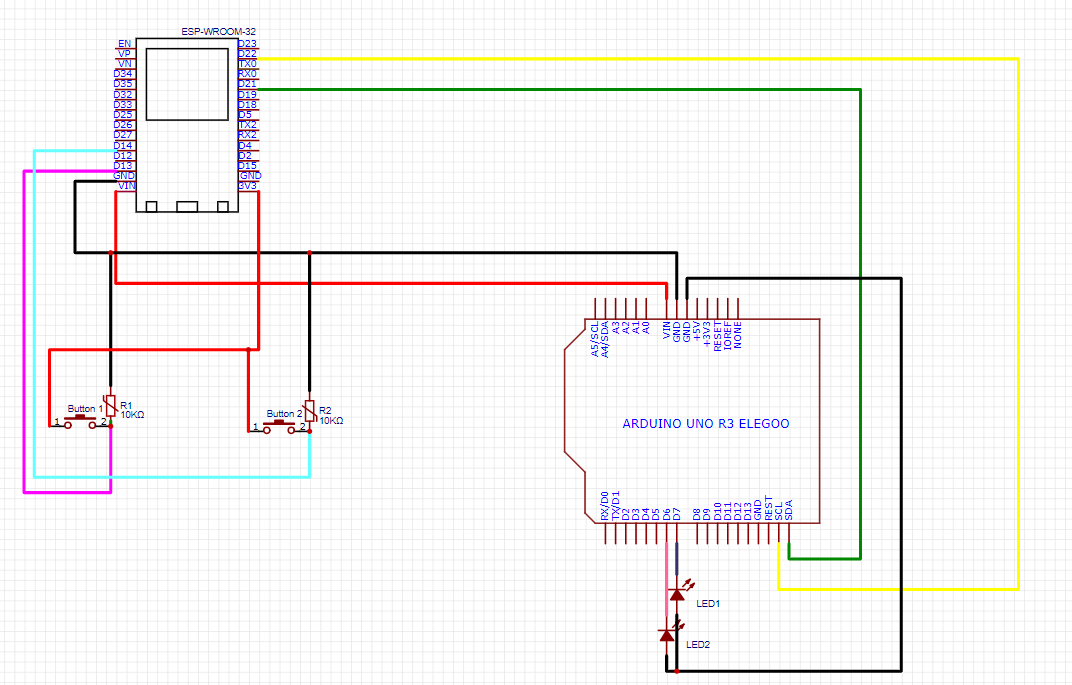 ESP-WROOM-32
EN
VP
VN
D34
D35
D32
D33
D25
D26
D27
D14
D12
D13
GND
VIN
D23
D22
TX0
RX0
D21
D19
D18
D5
TX2
RX2
D4
D2
D15
GND
3V3
Button 1
1
2
R1
10KΩ
Button 2
1
2
R2
10KΩ
A5/SCL
A4/SDA
A3
A2
A1
A0
VIN
GND
GND
+5V
+3V3
RESET
IOREF
NONE
ARDUINO UNO R3 ELEGOO
RX/D0
TX/D1
D2
D3
D4
D5
D6
D7
D8
D9
D10
D11
D12
D13
GND
REST
SCL
SDA
LED1
LED2